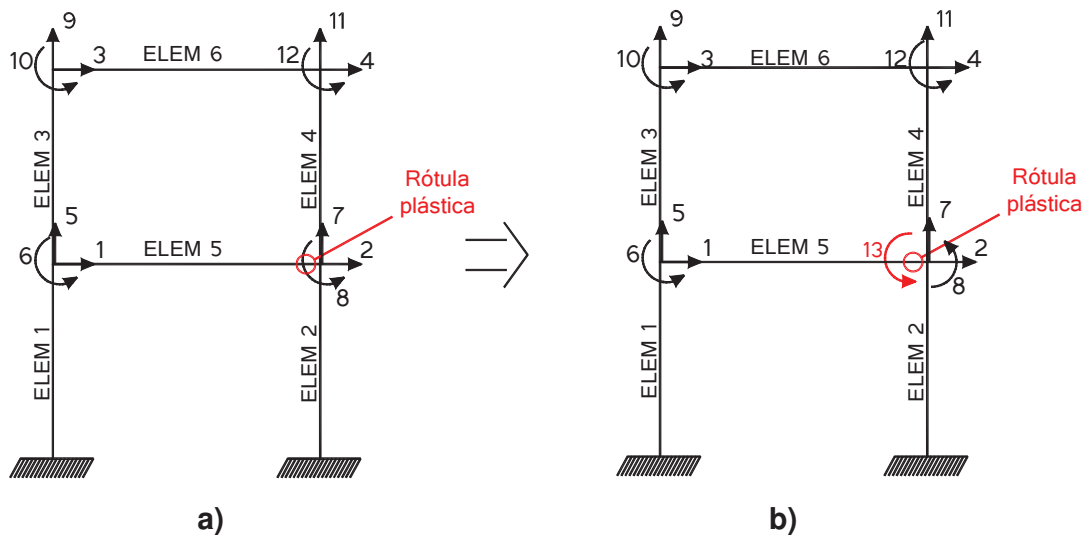 9
11
10
3
ELEM 6
12
4
ELEM 3
ELEM 4
Rótula
plástica
5
7
6
1
ELEM 5
2
8
ELEM 1
ELEM 2
a)
9
11
10
3
ELEM 6
12
4
ELEM 3
ELEM 4
Rótula
plástica
5
7
6
1
ELEM 5
13
2
8
ELEM 1
ELEM 2
b)